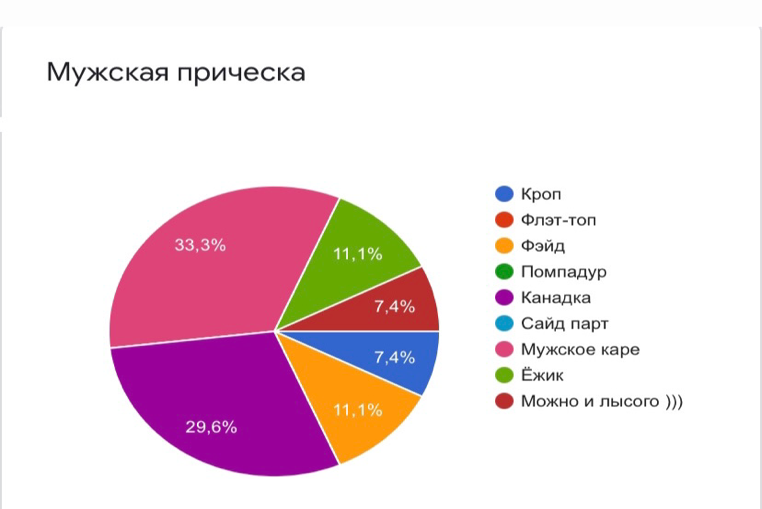 Мужская прическа
33,3%
11,1%
7,4%
7,4%
11,1%
29,6%
Кроп
Флэт-топ
Фэйд
Помпадур
Канадка
Сайд парт
Мужское каре
Ёжик
Можно и лысого )))